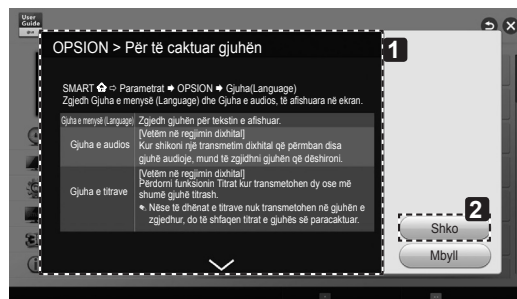 User
Guide
OPSION > Për të caktuar gjuhën
1
SMART ⇨ Parametrat ➡ OPSION ➡ Gjuha(Language)
Zgjedh Gjuha e menysë (Language) dhe Gjuha e audios, të afishuara në ekran.
Gjuha e menysë (Language) Zgjedh gjuhën për tekstin e afishuar.
[Vetëm në regjimin dixhital]
Gjuha e audios Kur shikoni një transmetim dixhital që përmban disa
gjuhë audioje, mund të zgjidhni gjuhën që dëshironi.
[Vetëm në regjimin dixhital]
Përdorni funksionin Titrat kur transmetohen dy ose më
Gjuha e titrave shumë gjuhë titrash.
Nëse të dhënat e titrave nuk transmetohen në gjuhën e
zgjedhur, do të shfaqen titrat e gjuhës së paracaktuar.
2
Shko
Mbyll